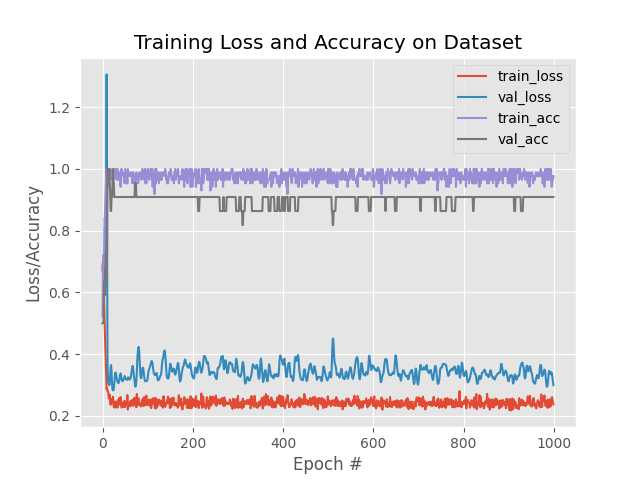 Training Loss and Accuracy on Dataset
train_loss
val_loss
train_acc
val_acc
Loss/Accuracy
1.2
1.0
0.8
0.6
0.4
0.2
0
200
400
600
800
1000
Epoch #